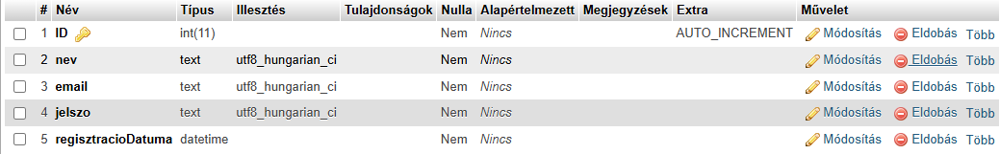 # Név Típus Illesztés Tulajdonságok Nulla Alapértelmezett Megjegyzések Extra Művelet
1 ID int(11) Nem Nincs AUTO_INCREMENT Módosítás Eldobás Több
2 nev text utf8_hungarian_ci Nem Nincs Módosítás Eldobás Több
3 email text utf8_hungarian_ci Nem Nincs Módosítás Eldobás Több
4 jelszo text utf8_hungarian_ci Nem Nincs Módosítás Eldobás Több
5 regisztracioDatuma datetime Nem Nincs Módosítás Eldobás Több